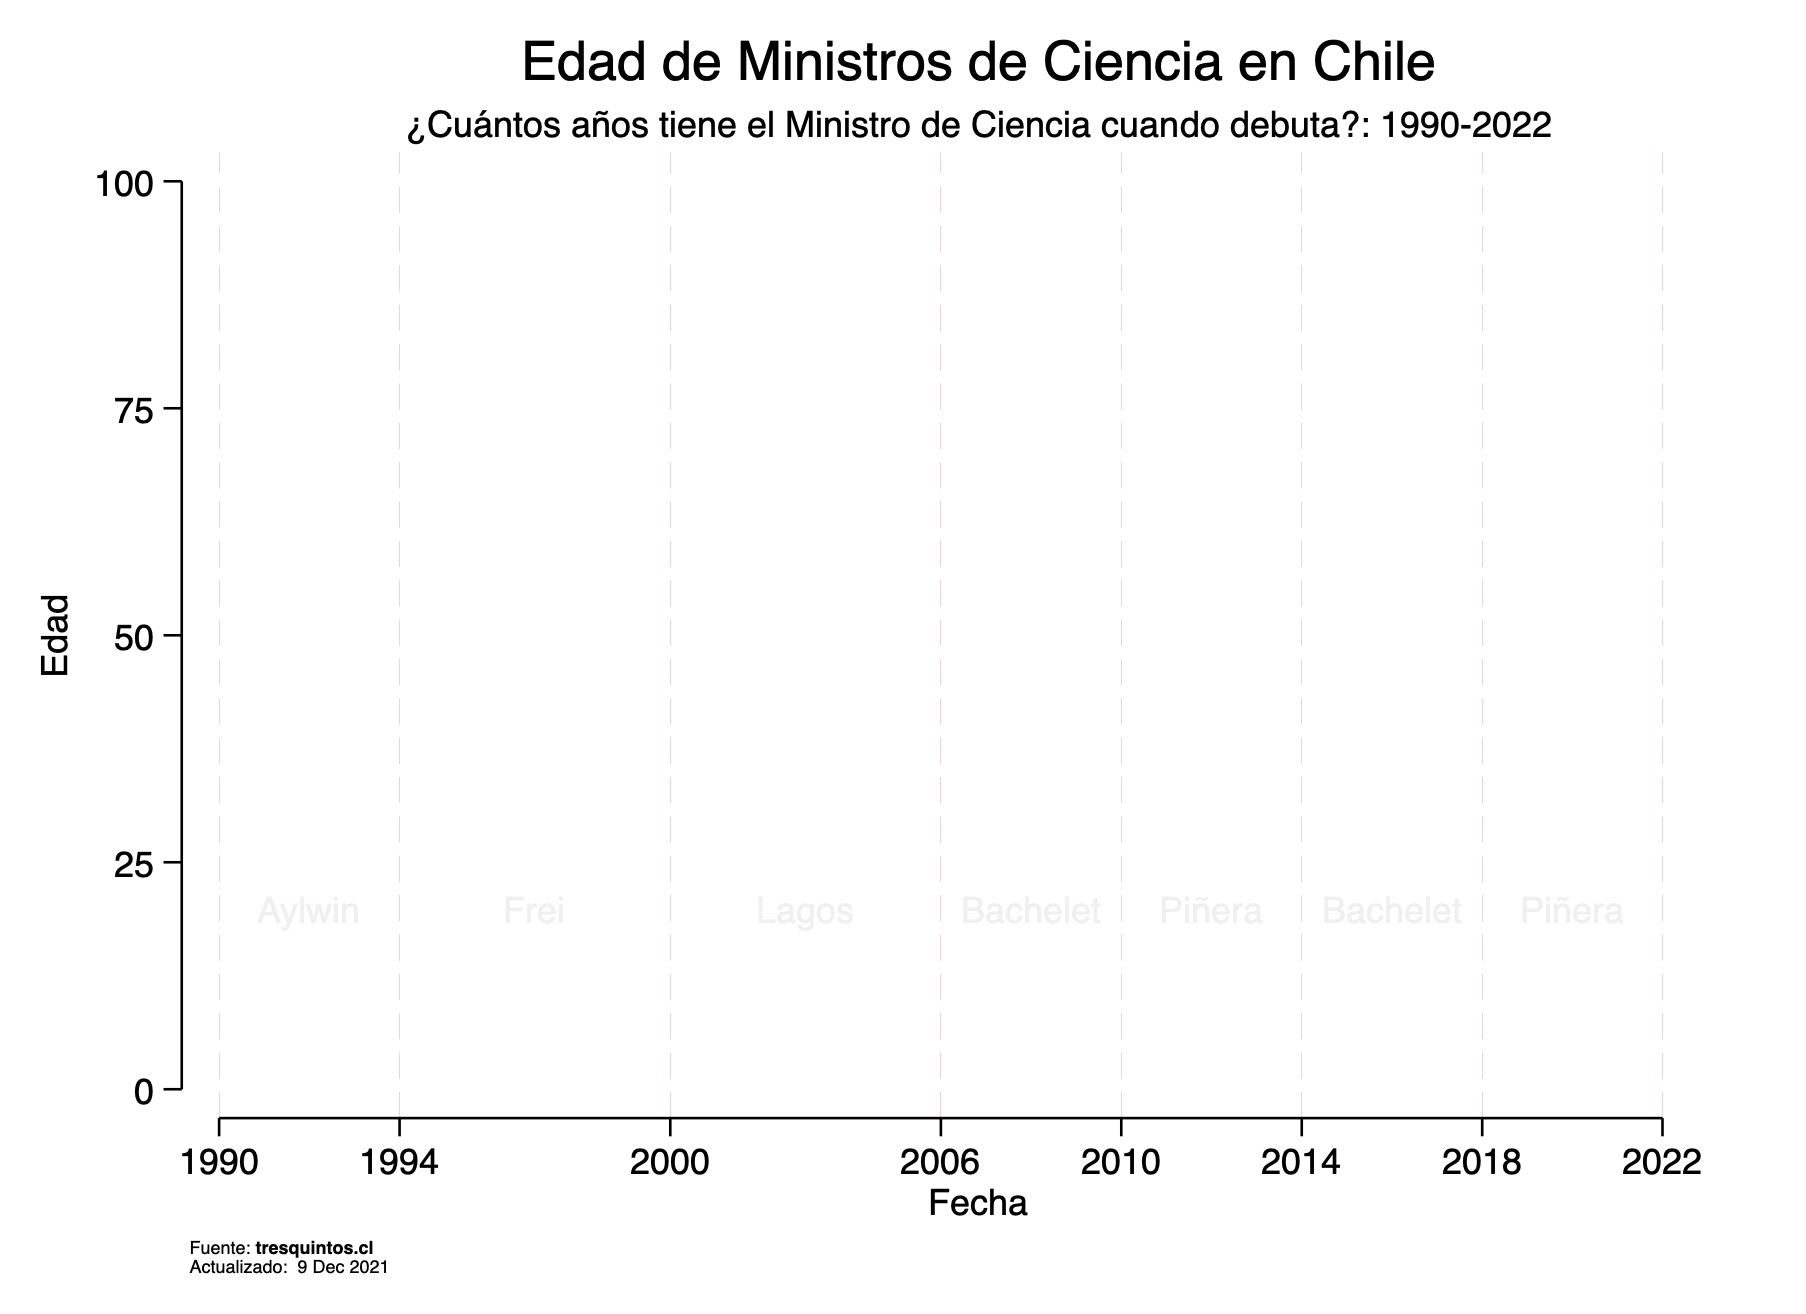 Edad de Ministros de Ciencia en Chile
¿Cuántos años tiene el Ministro de Ciencia cuando debuta?: 1990-2022
100
75
50
25
0
Edad
Aylwin Frei Lagos Bachelet Piñera Bachelet Piñera
1990 1994 2000 2006 2010 2014 2018 2022
Fecha
Fuente: tresquintos.cl
Actualizado: 9 Dec 2021